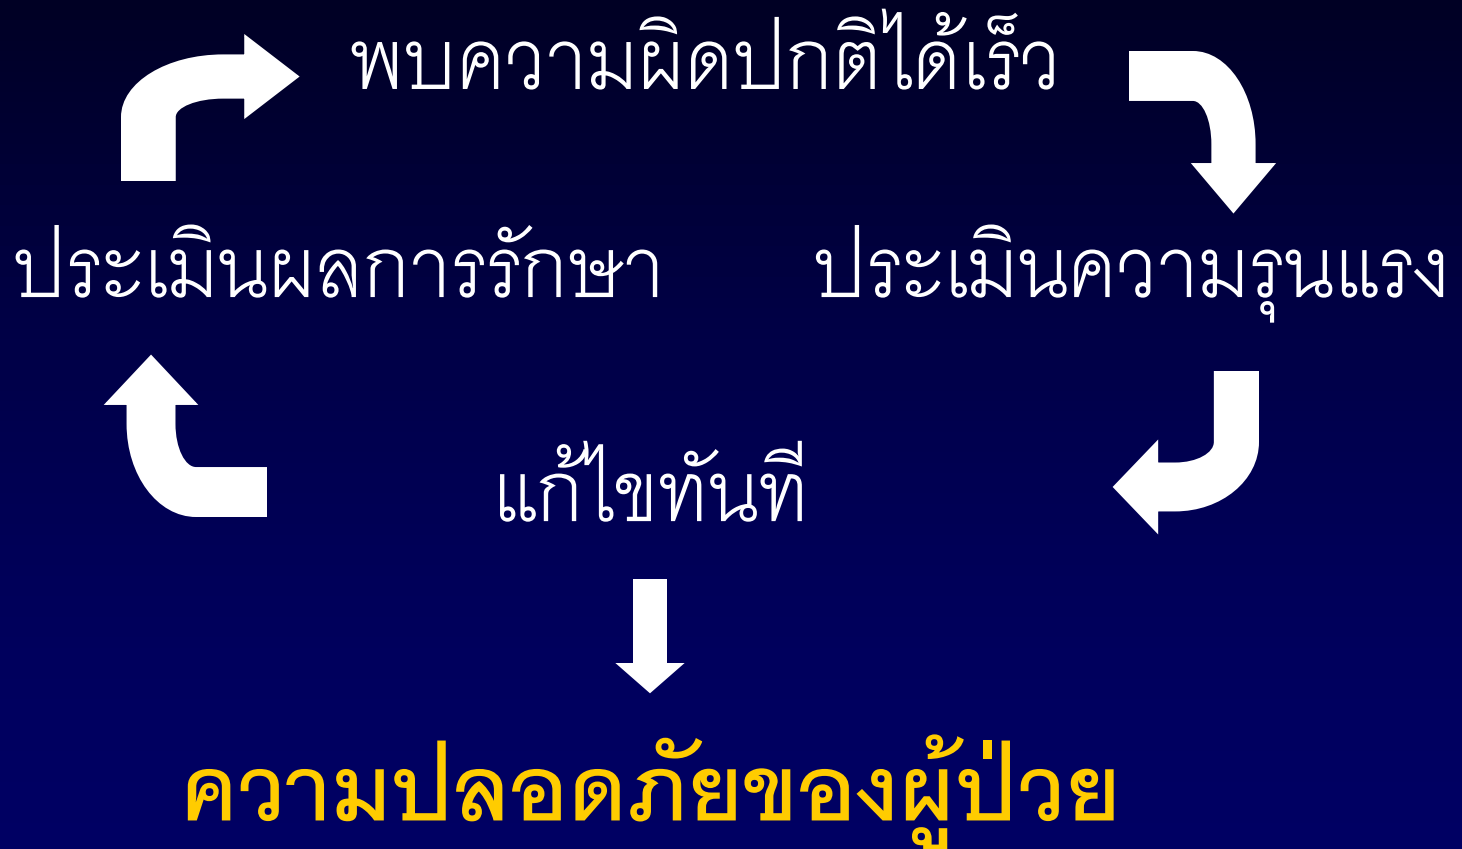 พบความผิดปกติได้เร็ว
ประเมินผลการรักษา ประเมินความรุนแรง
แก้ไขทันที
ความปลอดภัยของผู้ป่วย